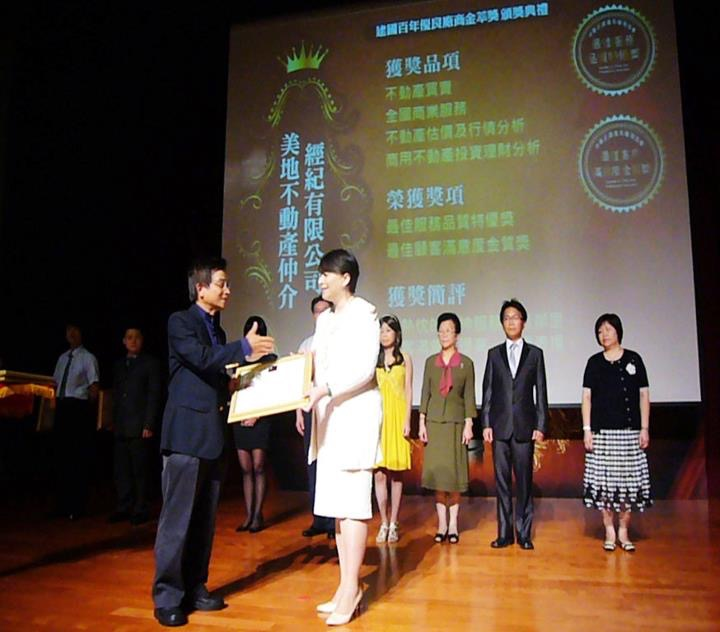 建國百年優良廠商金萃獎 頒獎典禮
美地不動產仲介
經紀有限公司
獲獎品項
不動產買賣
全國商業服務
不動產估價及行情分析
商用不動產投資理財分析
榮獲獎項
最佳服務品質特優獎
最佳顧客滿意度金質獎
獲獎簡評